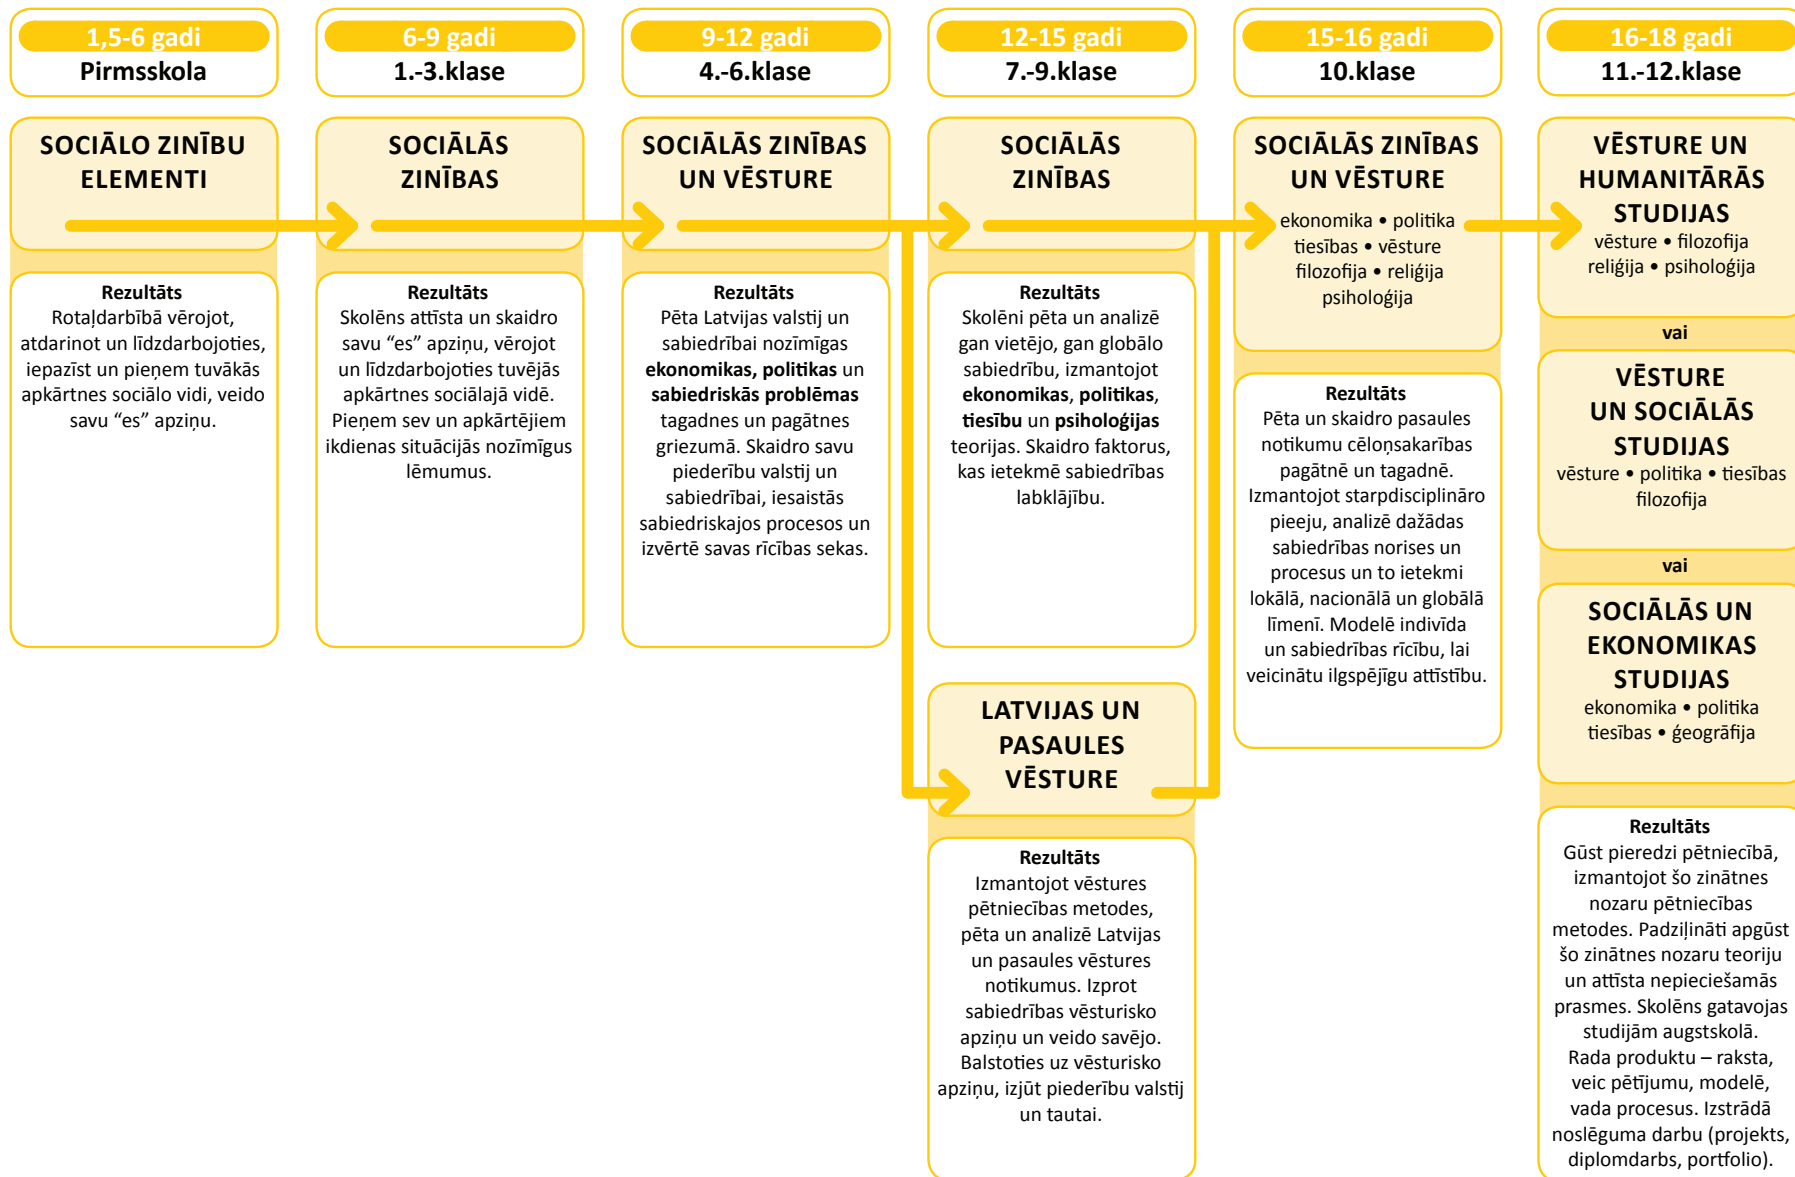 1,5-6 gadi
Pirmsskola
6-9 gadi
1.-3.klase
9-12 gadi
4.-6.klase
12-15 gadi
7.-9.klase
15-16 gadi
10.klase
16-18 gadi
11.-12.klase
SOCIĀLO ZINĪBU
ELEMENTI
Rezultāts
Rotaļdarbībā vērojot,
atdarinot un līdzdarbojoties,
iepazīst un pieņem tuvākās
apkārtnes sociālo vidi, veido
savu “es” apziņu.
SOCIĀLĀS
ZINĪBAS
Rezultāts
Skolēns attīsta un skaidro
savu “es” apziņu, vērojot
un līdzdarbojoties tuvējās
apkārtnes sociālajā vidē.
Pieņem sev un apkārtējiem
ikdienas situācijās nozīmīgus
lēmumus.
SOCIĀLĀS ZINĪBAS
UN VĒSTURE
Rezultāts
Pēta Latvijas valstij un
sabiedrībai nozīmīgas
ekonomikas, politikas un
sabiedriskās problēmas
tagadnes un pagātnes
griezumā. Skaidro savu
piederību valstij un
sabiedrībai, iesaistās
sabiedriskajos procesos un
izvērtē savas rīcības sekas.
SOCIĀLĀS
ZINĪBAS
Rezultāts
Skolēni pēta un analizē
gan vietējo, gan globālo
sabiedrību, izmantojot
ekonomikas, politikas,
tiesību un psiholoģijas
teorijas. Skaidro faktorus,
kas ietekmē sabiedrības
labklājību.
LATVIJAS UN
PASAULES
VĒSTURE
Rezultāts
Izmantojot vēstures
pētniecības metodes,
pēta un analizē Latvijas
un pasaules vēstures
notikumus. Izprot
sabiedrības vēsturisko
apziņu un veido savējo.
Balstoties uz vēsturisko
apziņu, izjūt piederību valstij
un tautai.
SOCIĀLĀS ZINĪBAS
UN VĒSTURE
ekonomika • politika
tiesības • vēsture
filozofija • reliģija
psiholoģija
Rezultāts
Pēta un skaidro pasaules
notikumu cēloņsakarības
pagātnē un tagadnē.
Izmantojot starpdisciplināro
pieeju, analizē dažādas
sabiedrības norises un
procesus un to ietekmi
lokālā, nacionālā un globālā
līmenī. Modelē indivīda
un sabiedrības rīcību, lai
veicinātu ilgspējīgu attīstību.
VĒSTURE UN
HUMANITĀRĀS
STUDIJAS
vēsture • filozofija
reliģija • psiholoģija
vai
VĒSTURE
UN SOCIĀLĀS
STUDIJAS
vēsture • politika • tiesības
filozofija
vai
SOCIĀLĀS UN
EKONOMIKAS
STUDIJAS
ekonomika • politika
tiesības • ģeogrāfija
Rezultāts
Gūst pieredzi pētniecībā,
izmantojot šo zinātnes
nozaru pētniecības
metodes. Padziļināti apgūst
šo zinātnes nozaru teoriju
un attīsta nepieciešamās
prasmes. Skolēns gatavojas
studijām augstskolā.
Rada produktu – raksta,
veic pētījumu, modelē,
vada procesus. Izstrādā
noslēguma darbu (projekts,
diplomdarbs, portfolio).